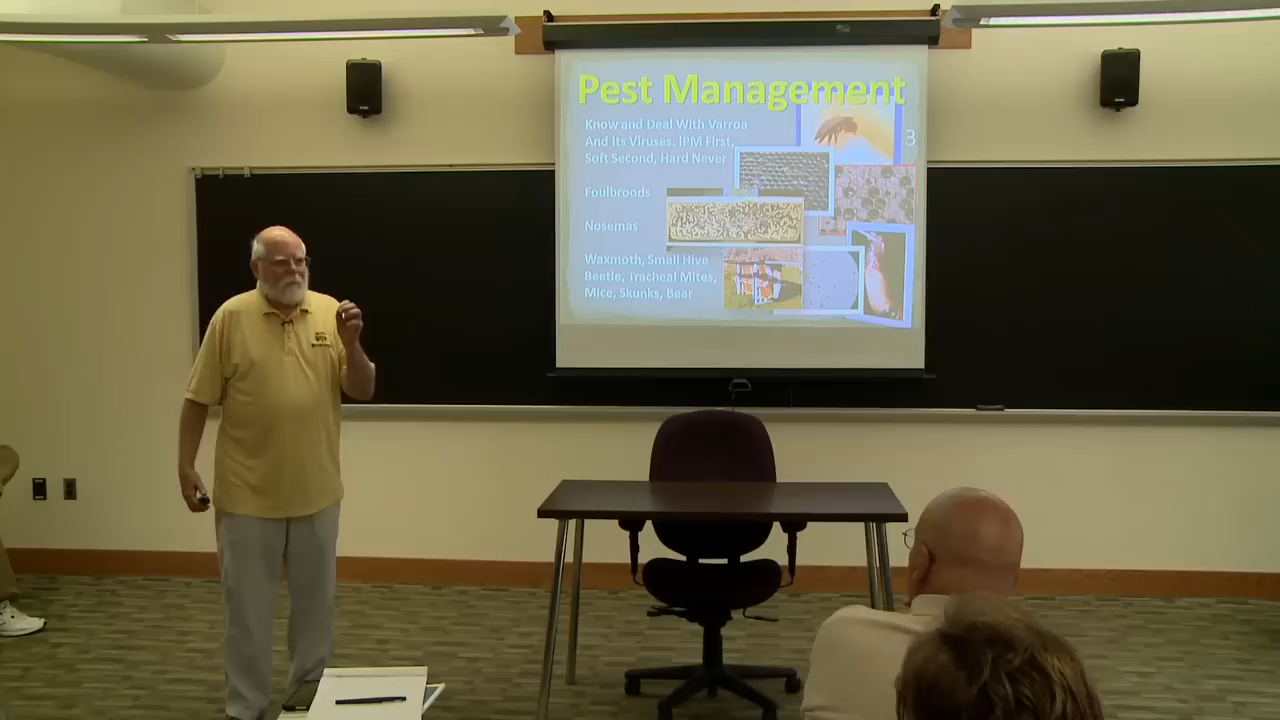 Pest Management
Know and Deal With Varroa
And Its Viruses, IPM First,
Soft Second, Hard Never
3
Foulbroods
Nosemas
Waxmoth, Small Hive
Beetle, Tracheal Mites,
Mice, Skunks, Bear